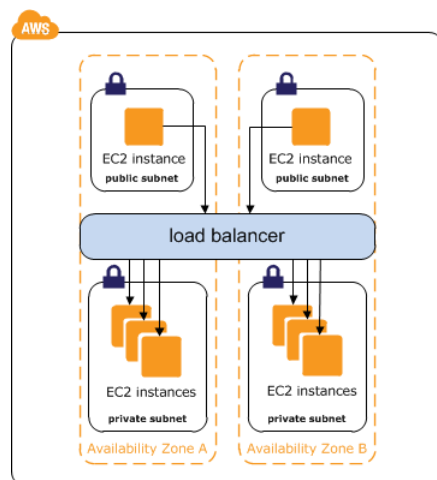 AWS
EC2 instance
public subnet
EC2 instance
public subnet
load balancer
EC2 instances
private subnet
EC2 instances
private subnet
Availability Zone A
Availability Zone B